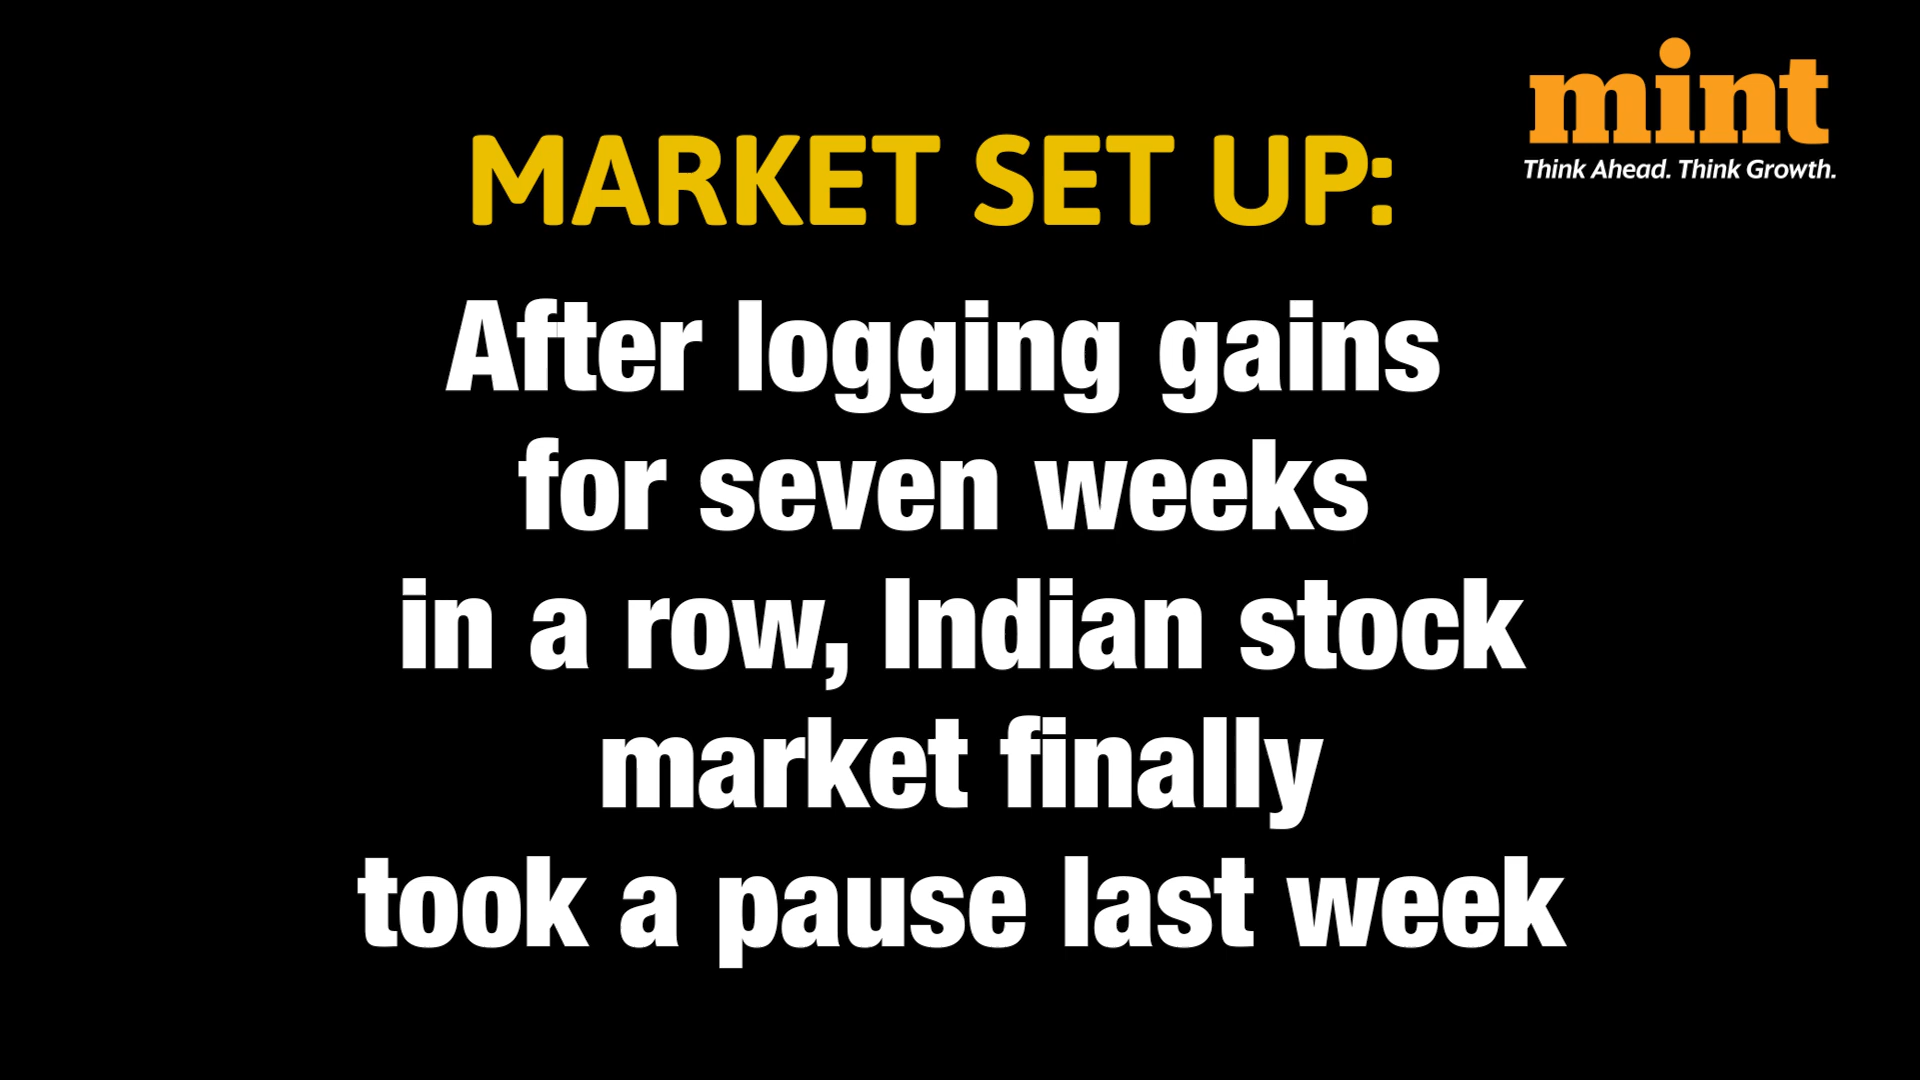 mint
Think Ahead. Think Growth.
MARKET SET UP:
After logging gains
for seven weeks
in a row, Indian stock
market finally
took a pause last week